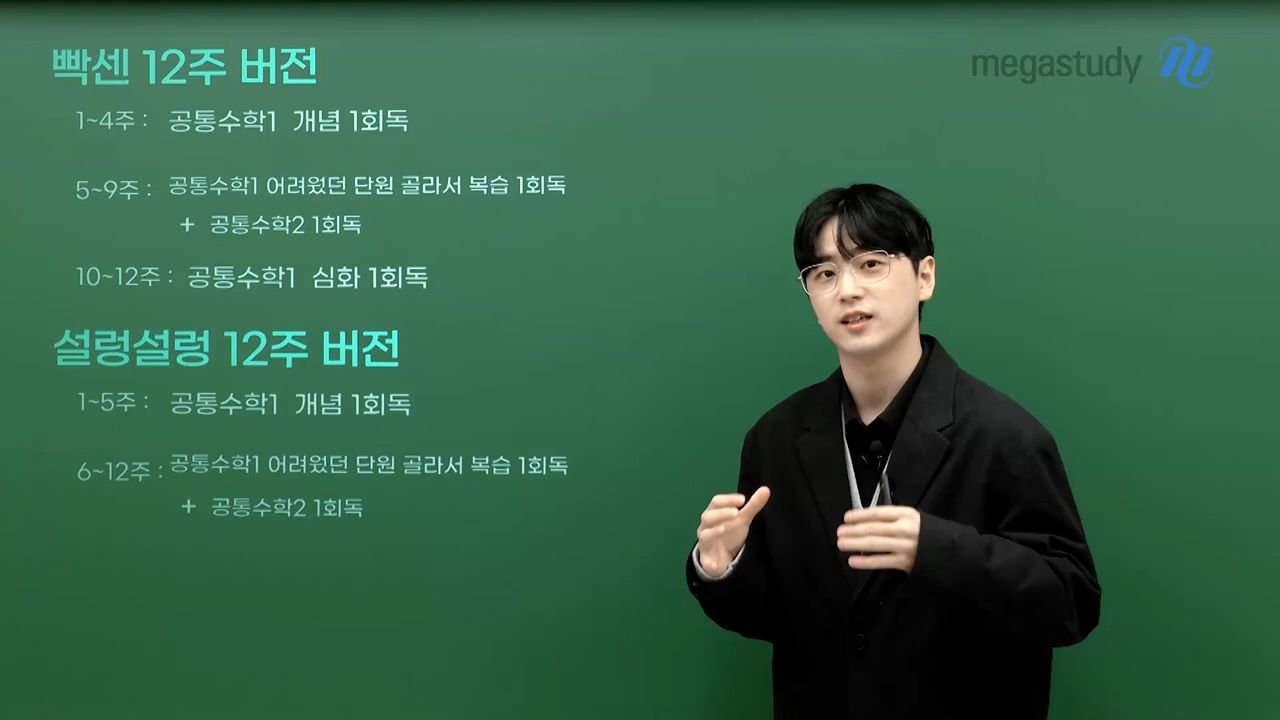 빡센 12주 버전
megastudy
1~4주 : 공통수학1 개념 1회독
5~9주 : 공통수학1 어려웠던 단원 골라서 복습 1회독
+ 공통수학2 1회독
10~12주 : 공통수학1 심화 1회독
설렁설렁 12주 버전
1~5주 : 공통수학1 개념 1회독
6~12주 : 공통수학1 어려웠던 단원 골라서 복습 1회독
+ 공통수학2 1회독